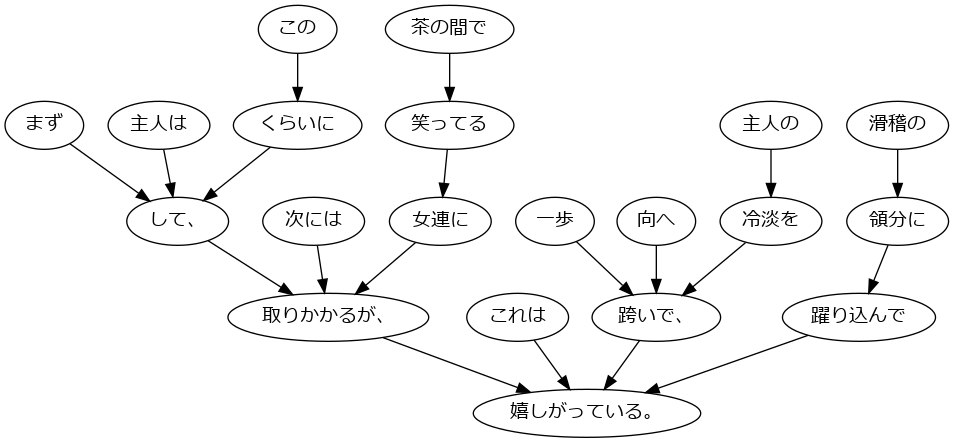 この
茶の間で
まず
主人は
くらいに
笑ってる
主人の
滑稽の
して、
次には
女連に
一歩
向へ
冷淡を
領分に
取りかかるが、
これは
跨いで、
躍り込んで
嬉しがっている。